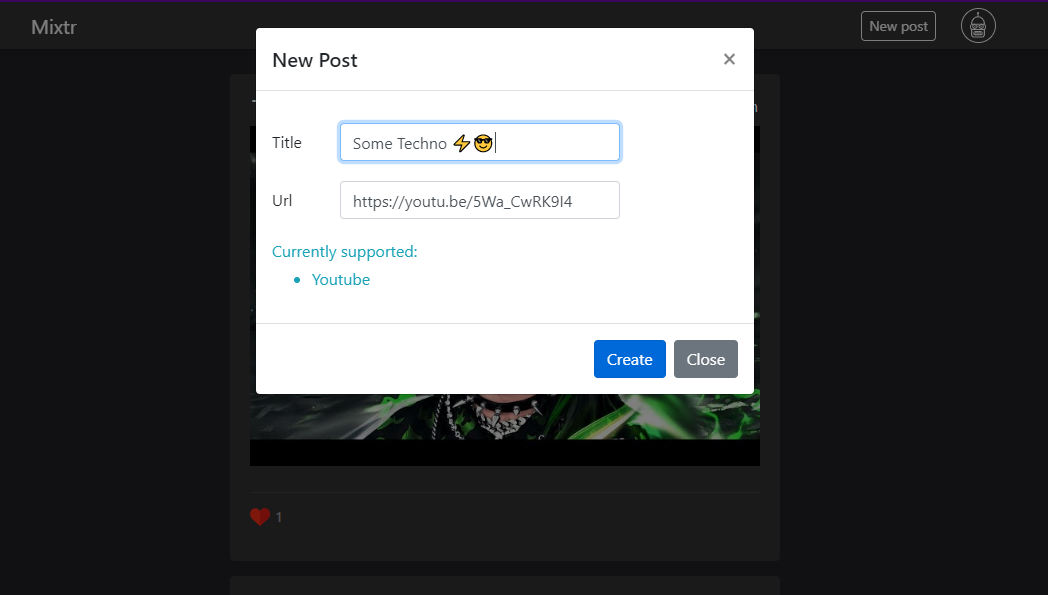 Mixtr
New post
New Post
×
Title
Some Techno ⚡😎
Url
https://youtu.be/5Wa_CwRK9I4
Currently supported:
• Youtube
Create
Close
1